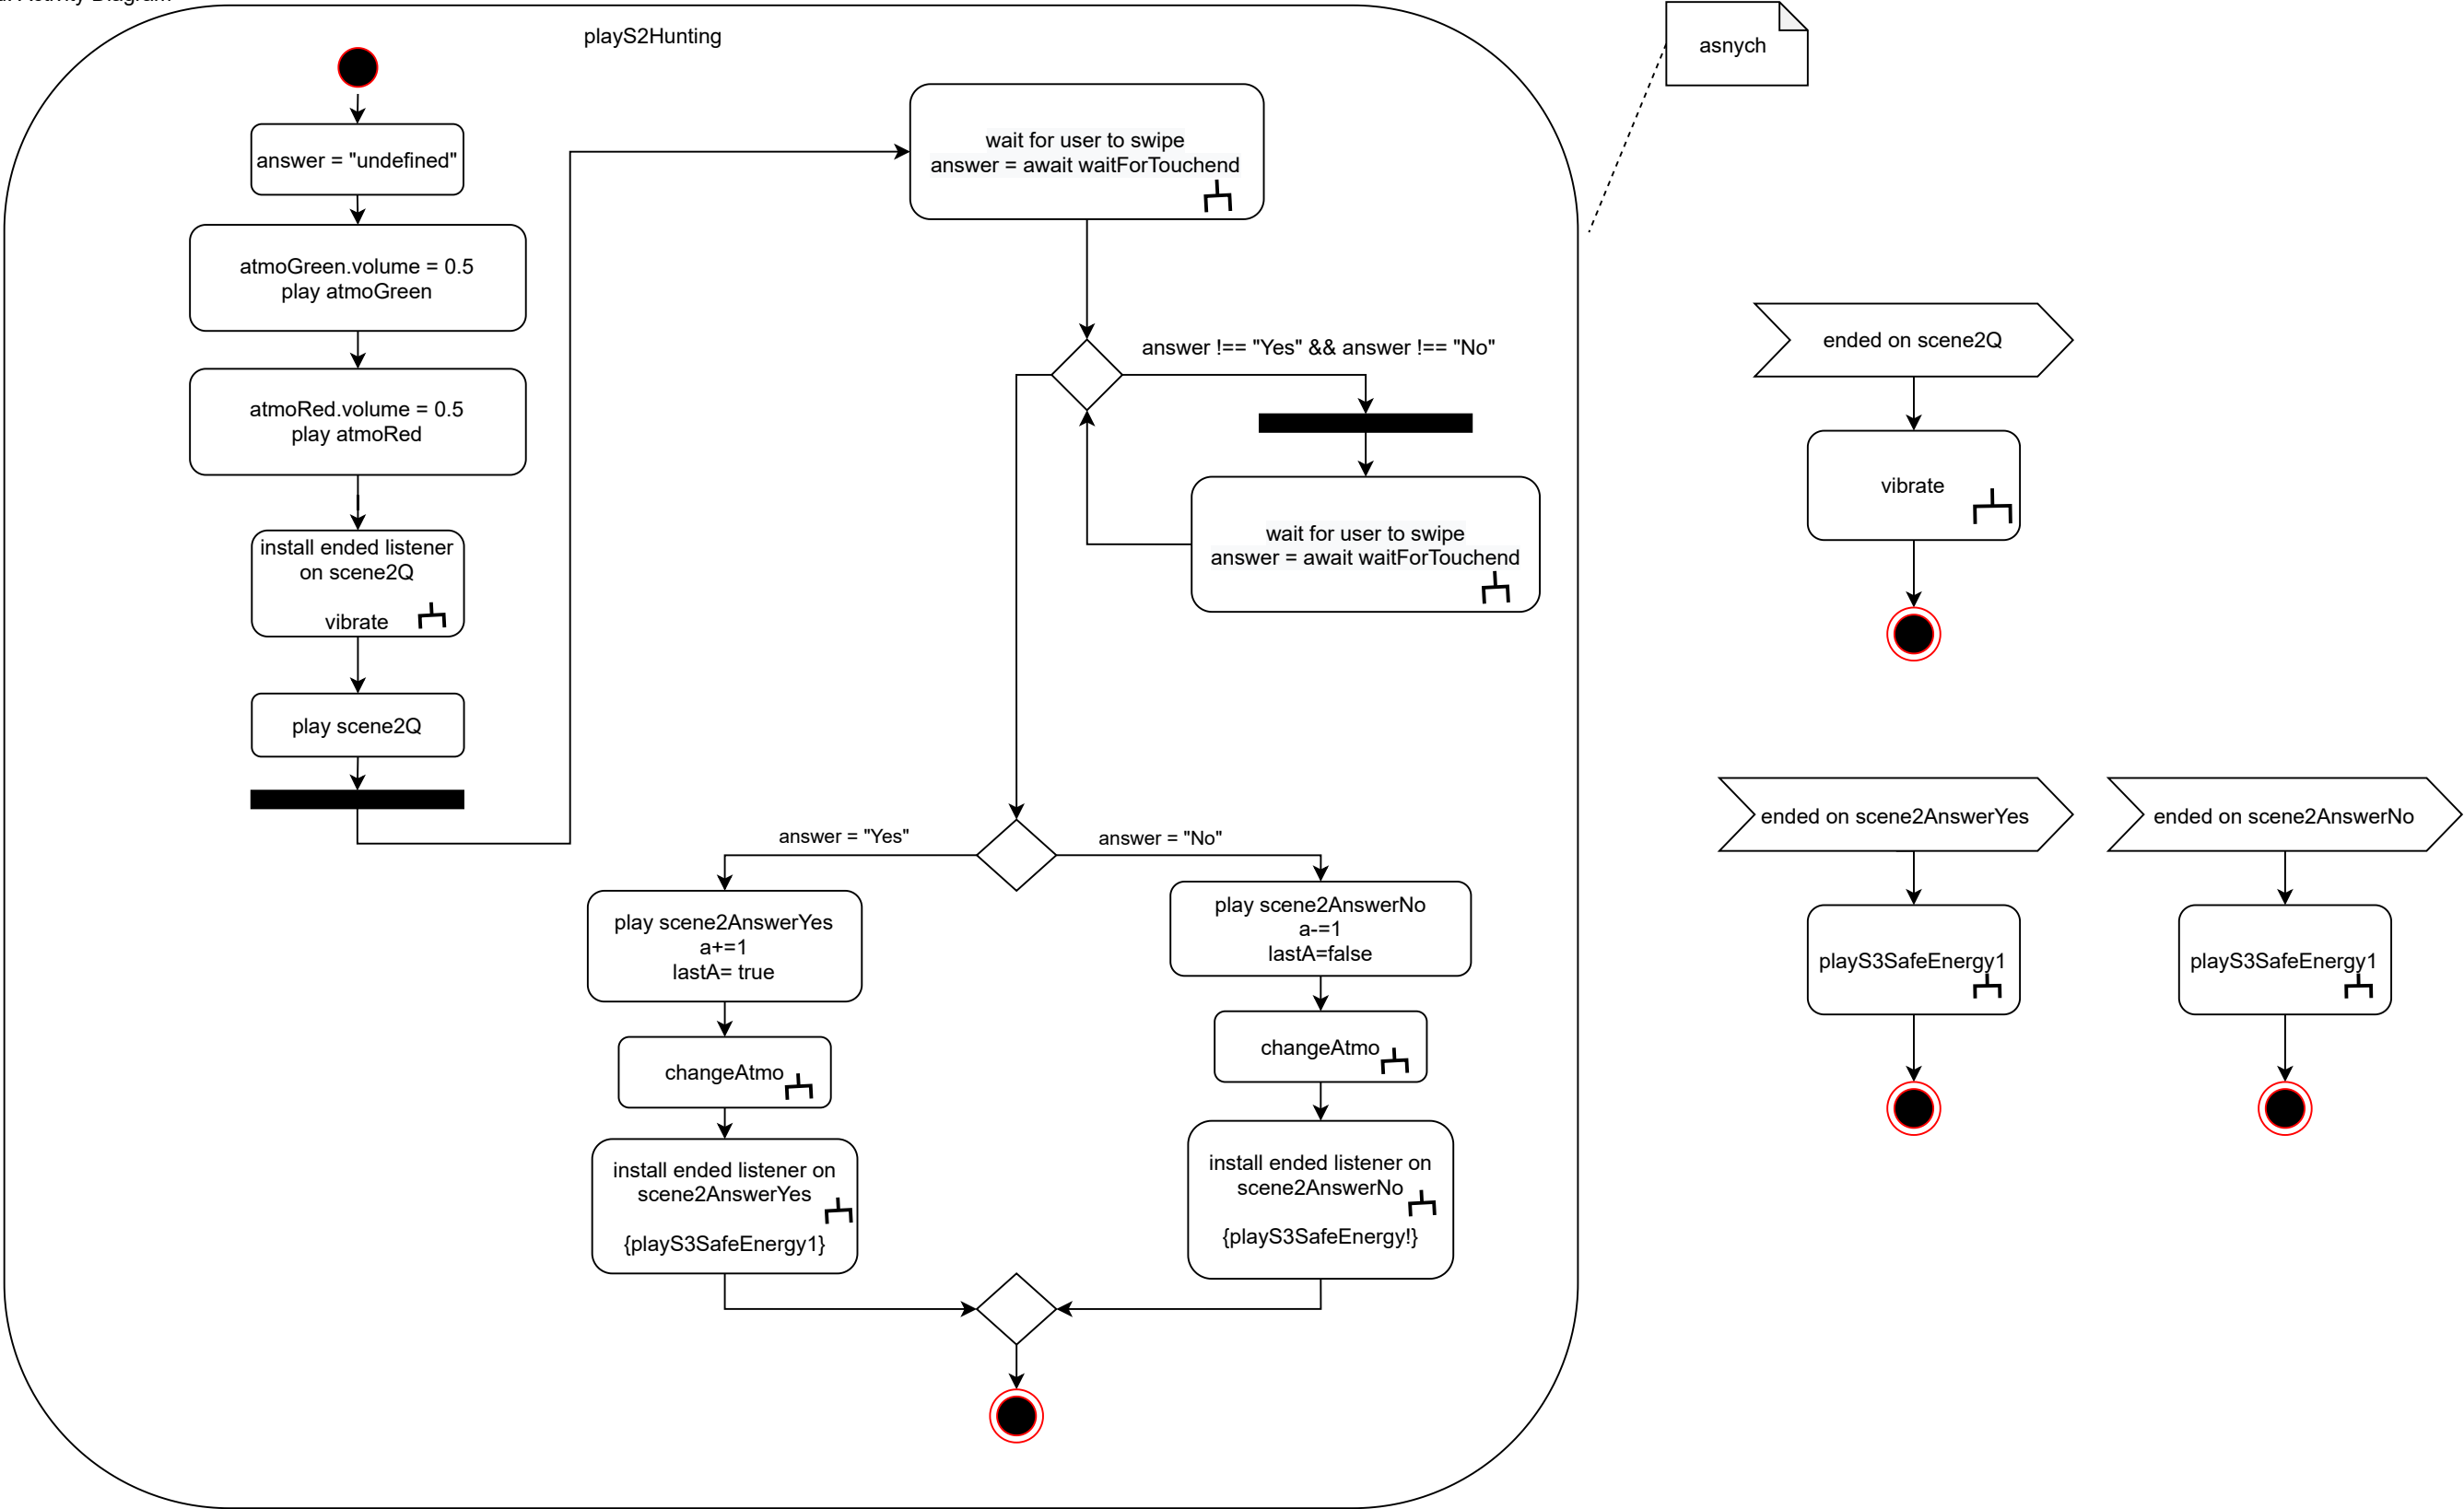 Activity Diagram
playS2Hunting
asnych
answer = "undefined"
atmoGreen.volume = 0.5
play atmoGreen
atmoRed.volume = 0.5
play atmoRed
install ended listener
on scene2Q
vibrate
play scene2Q
wait for user to swipe
answer = await waitForTouchend
answer !== "Yes" && answer !== "No"
wait for user to swipe
answer = await waitForTouchend
answer = "Yes"
answer = "No"
play scene2AnswerYes
a+=1
lastA= true
changeAtmo
install ended listener on
scene2AnswerYes
{playS3SafeEnergy1}
play scene2AnswerNo
a-=1
lastA=false
changeAtmo
install ended listener on
scene2AnswerNo
{playS3SafeEnergy!}
ended on scene2Q
vibrate
ended on scene2AnswerYes
playS3SafeEnergy1
ended on scene2AnswerNo
playS3SafeEnergy1